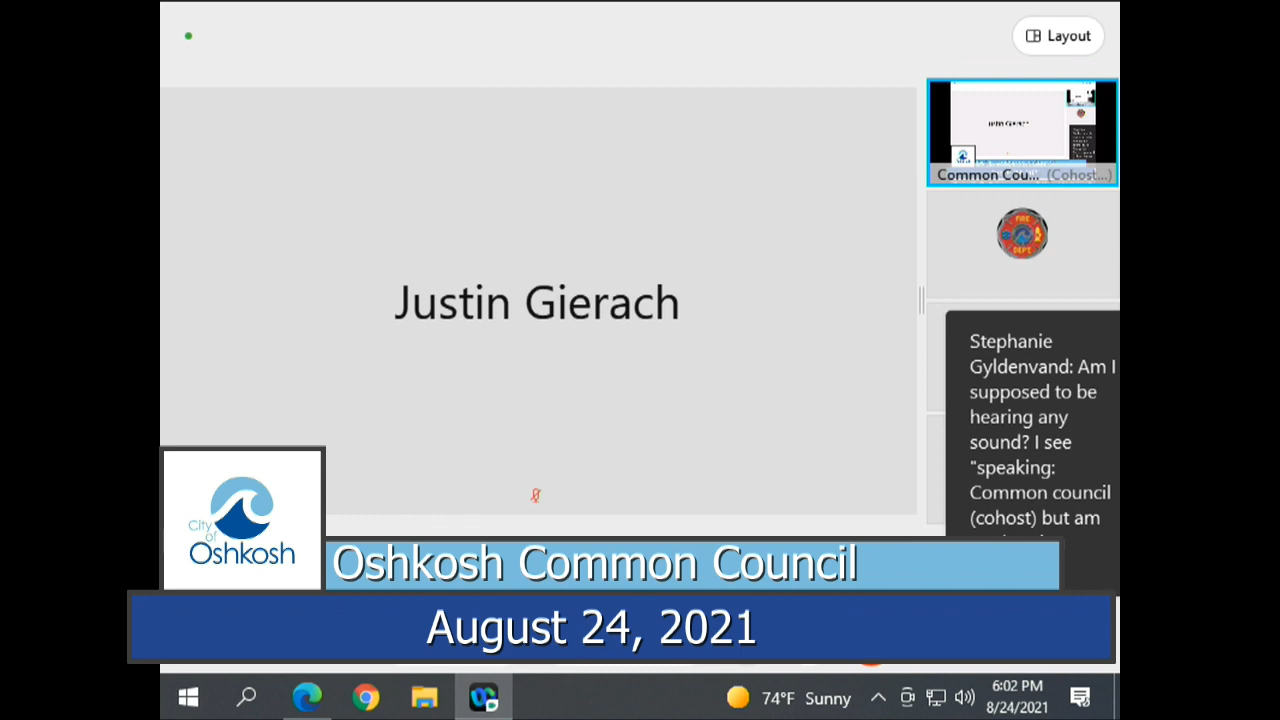 Layout
Common Cou... (Cohost...)
FIRE
DEPT
Justin Gierach
Stephanie
Gyldenvand: Am I
supposed to be
hearing any
sound? I see
"speaking:
Common council
(cohost) but am
City
of
Oshkosh
Oshkosh Common Council
August 24, 2021
74°F Sunny
6:02 PM
8/24/2021